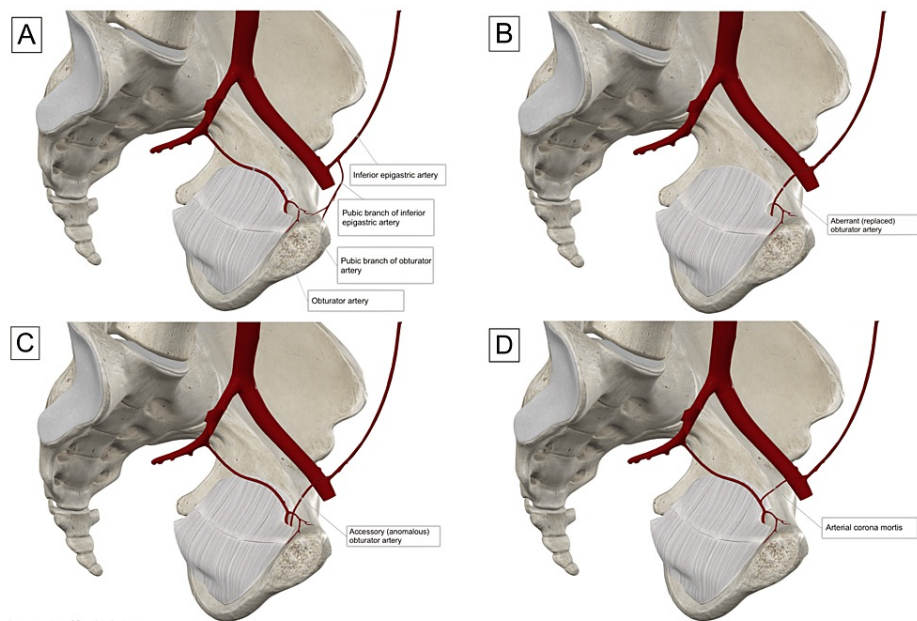 A
B
Inferior epigastric artery
Pubic branch of inferior
epigastric artery
Pubic branch of obturator
artery
Obturator artery
Aberrant (replaced)
obturator artery
C
D
Accessory (anomalous)
obturator artery
Arterial corona mortis